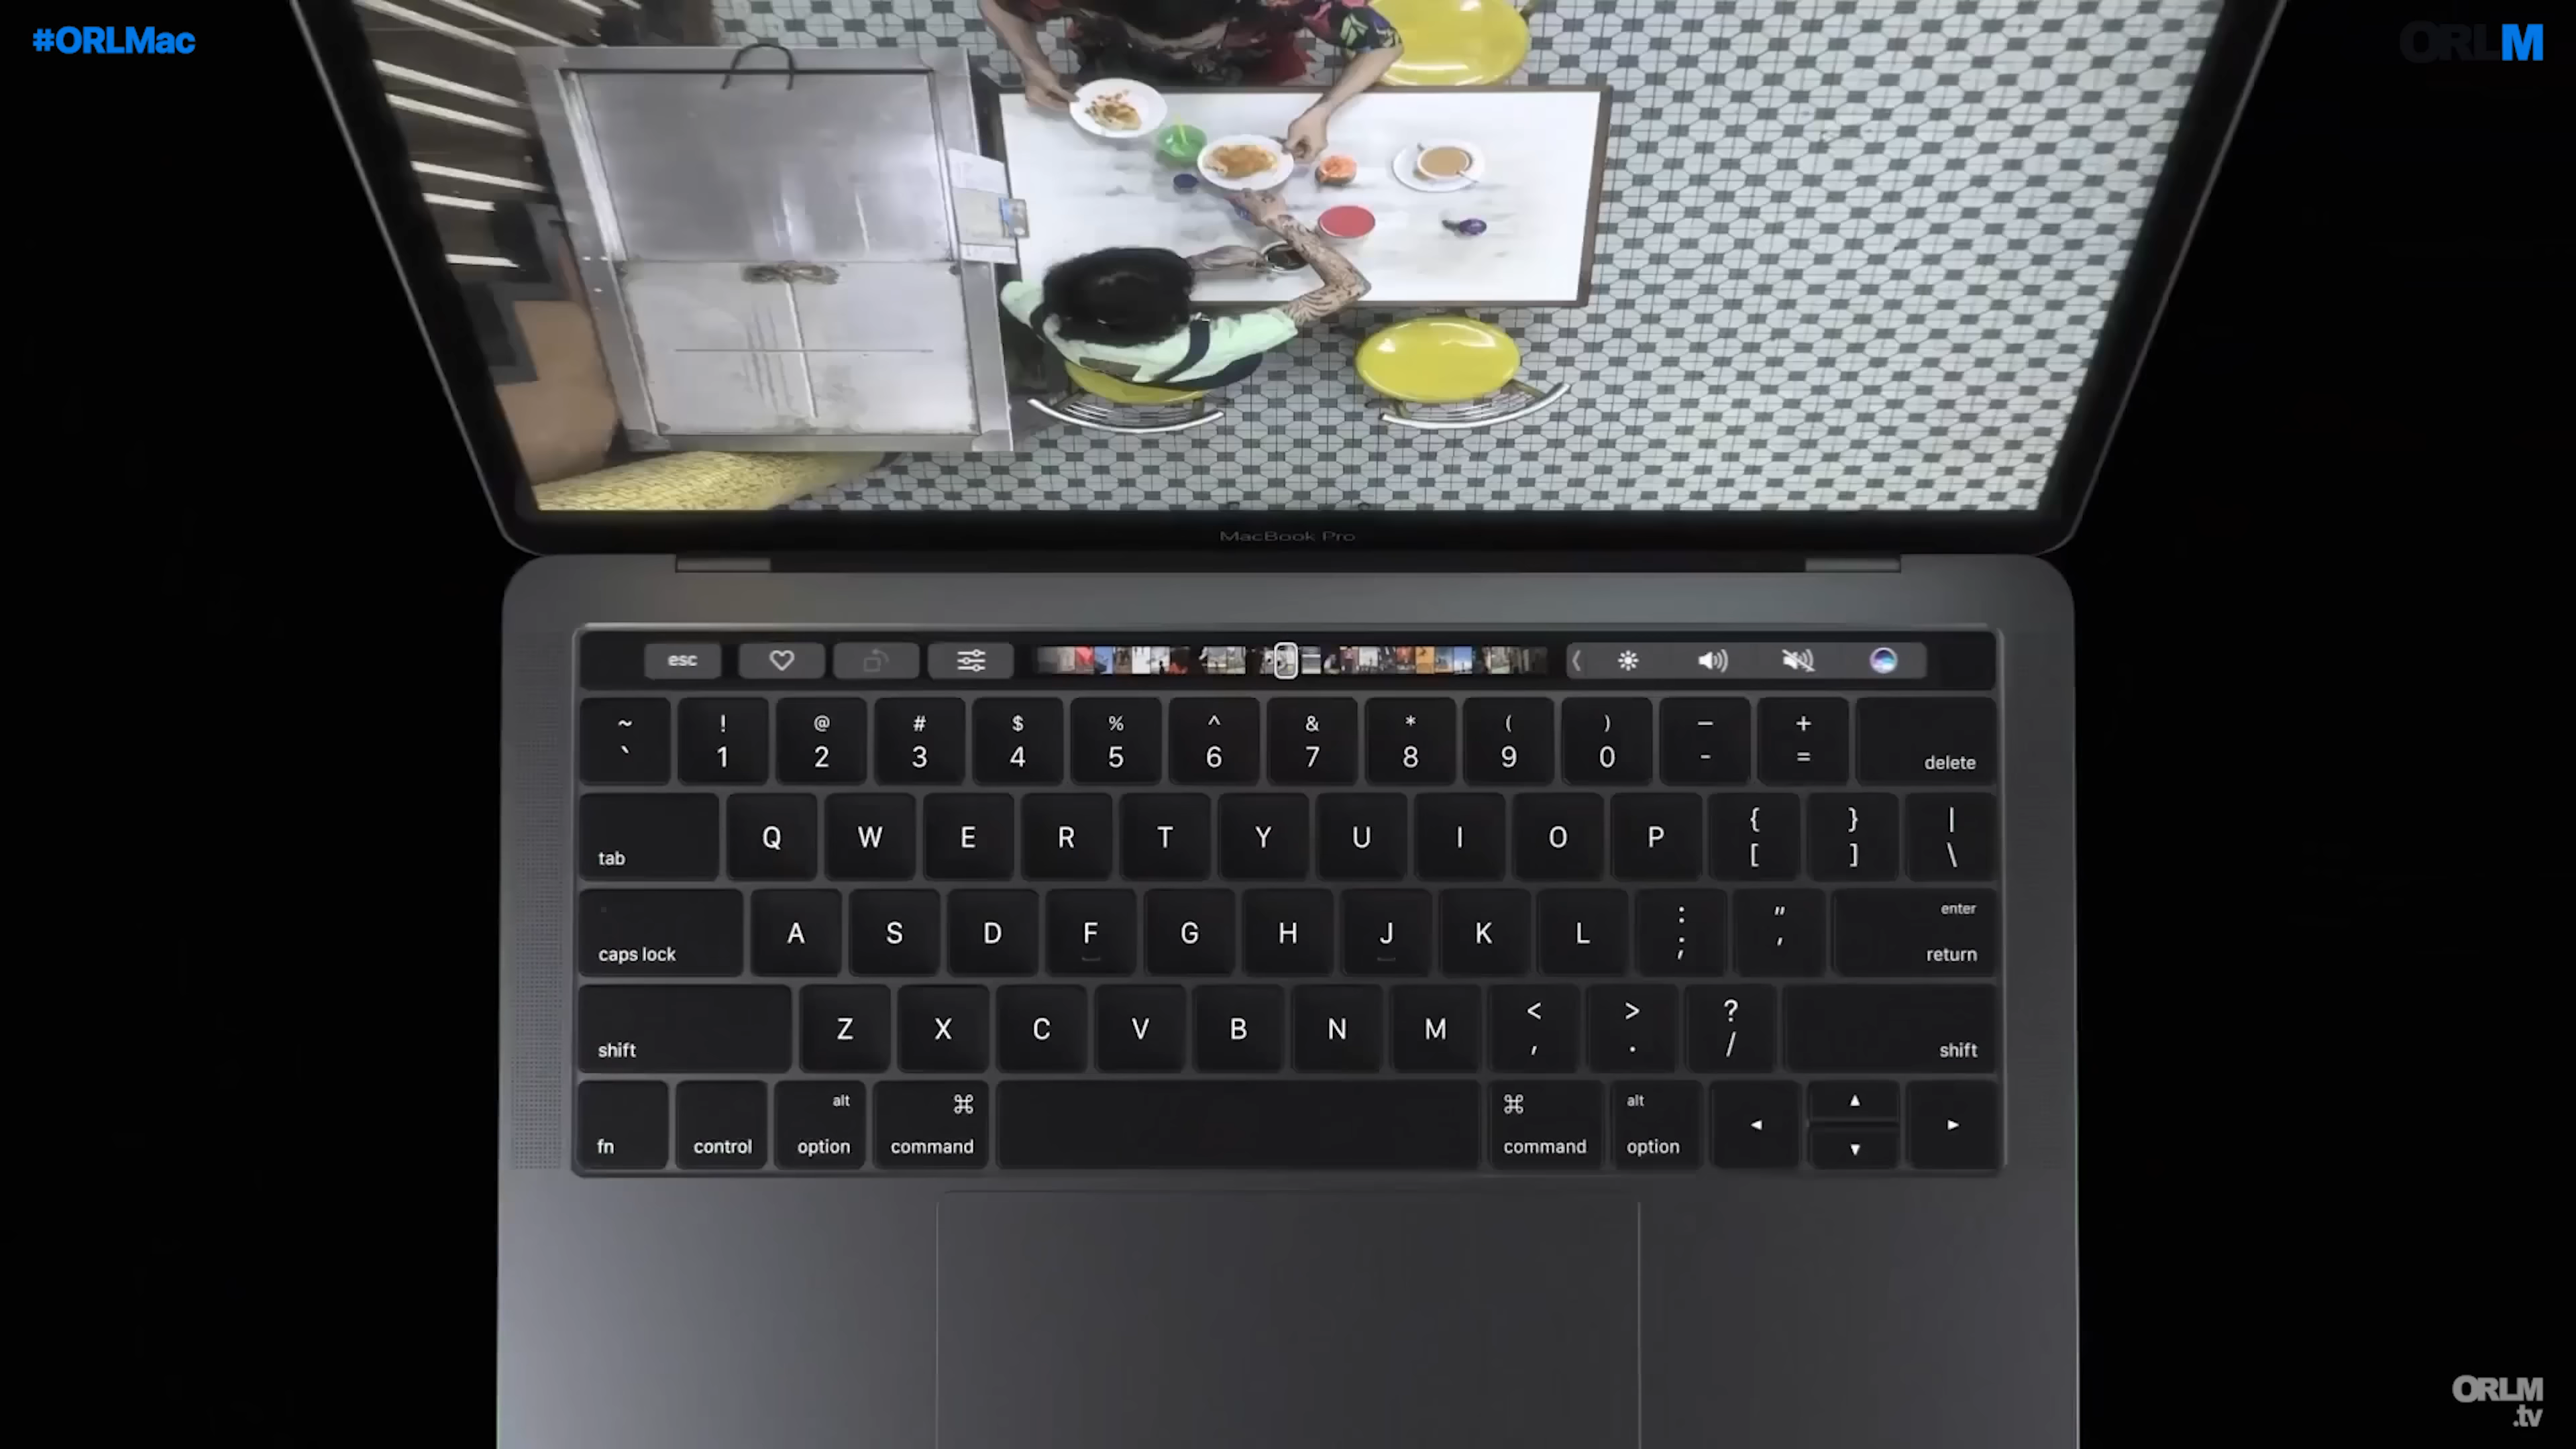 #ORLMac
ORLM
MacBook Pro
esc
~ ! @ # $ % ^ & * ( ) — +
` 1 2 3 4 5 6 7 8 9 0 - = delete
tab Q W E R T Y U I O P { [ } ] | \
caps lock A S D F G H J K L : ; " ' enter return
shift Z X C V B N M < , > . ? / shift
fn control alt option ⌘ command ⌘ command alt option ◀ ▲ ▼ ▶
ORLM
.tv